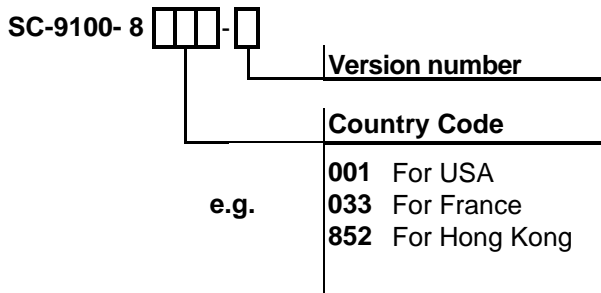 SC-9100- 8 -
Version number
Country Code
001 For USA
e.g. 033 For France
852 For Hong Kong